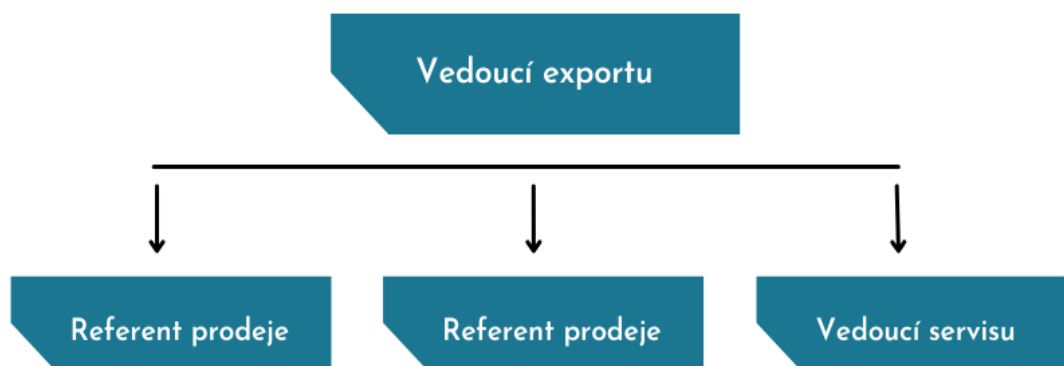 Vedoucí exportu
Referent prodeje
Referent prodeje
Vedoucí servisu